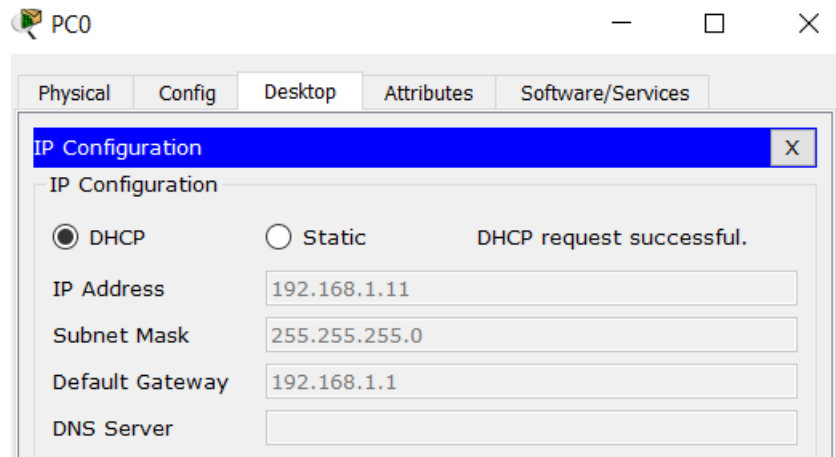 PC0
Physical Config Desktop Attributes Software/Services
IP Configuration X
IP Configuration
DHCP Static DHCP request successful.
IP Address 192.168.1.11
Subnet Mask 255.255.255.0
Default Gateway 192.168.1.1
DNS Server